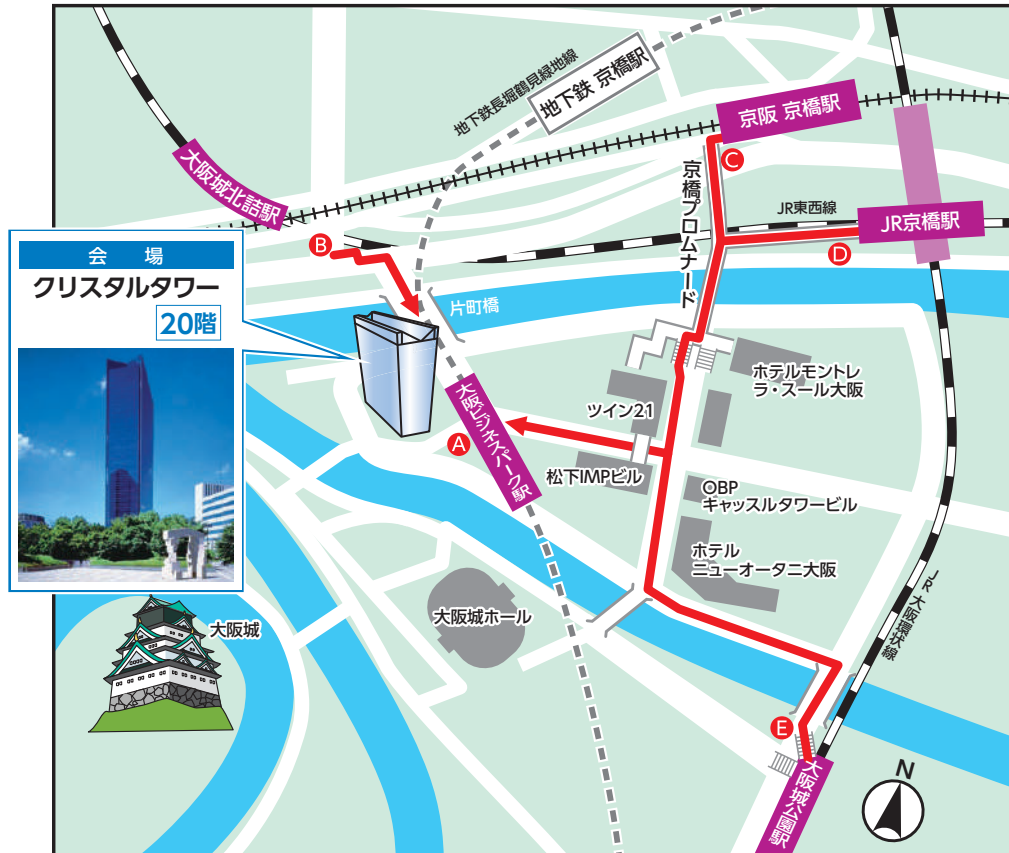 地下鉄長堀鶴見緑地線
地下鉄 京橋駅
京阪 京橋駅
C
京橋プロムナード
大阪城北詰駅
JR東西線
JR京橋駅
D
B
会 場
クリスタルタワー
20階
片町橋
ホテルモントレ
ラ・スール大阪
ツイン21
大阪ビジネスパーク駅
A
松下IMPビル
OBP
キャッスルタワービル
ホテル
ニューオータニ大阪
JR 大阪環状線
大阪城ホール
大阪城
E
大阪城公園駅
N